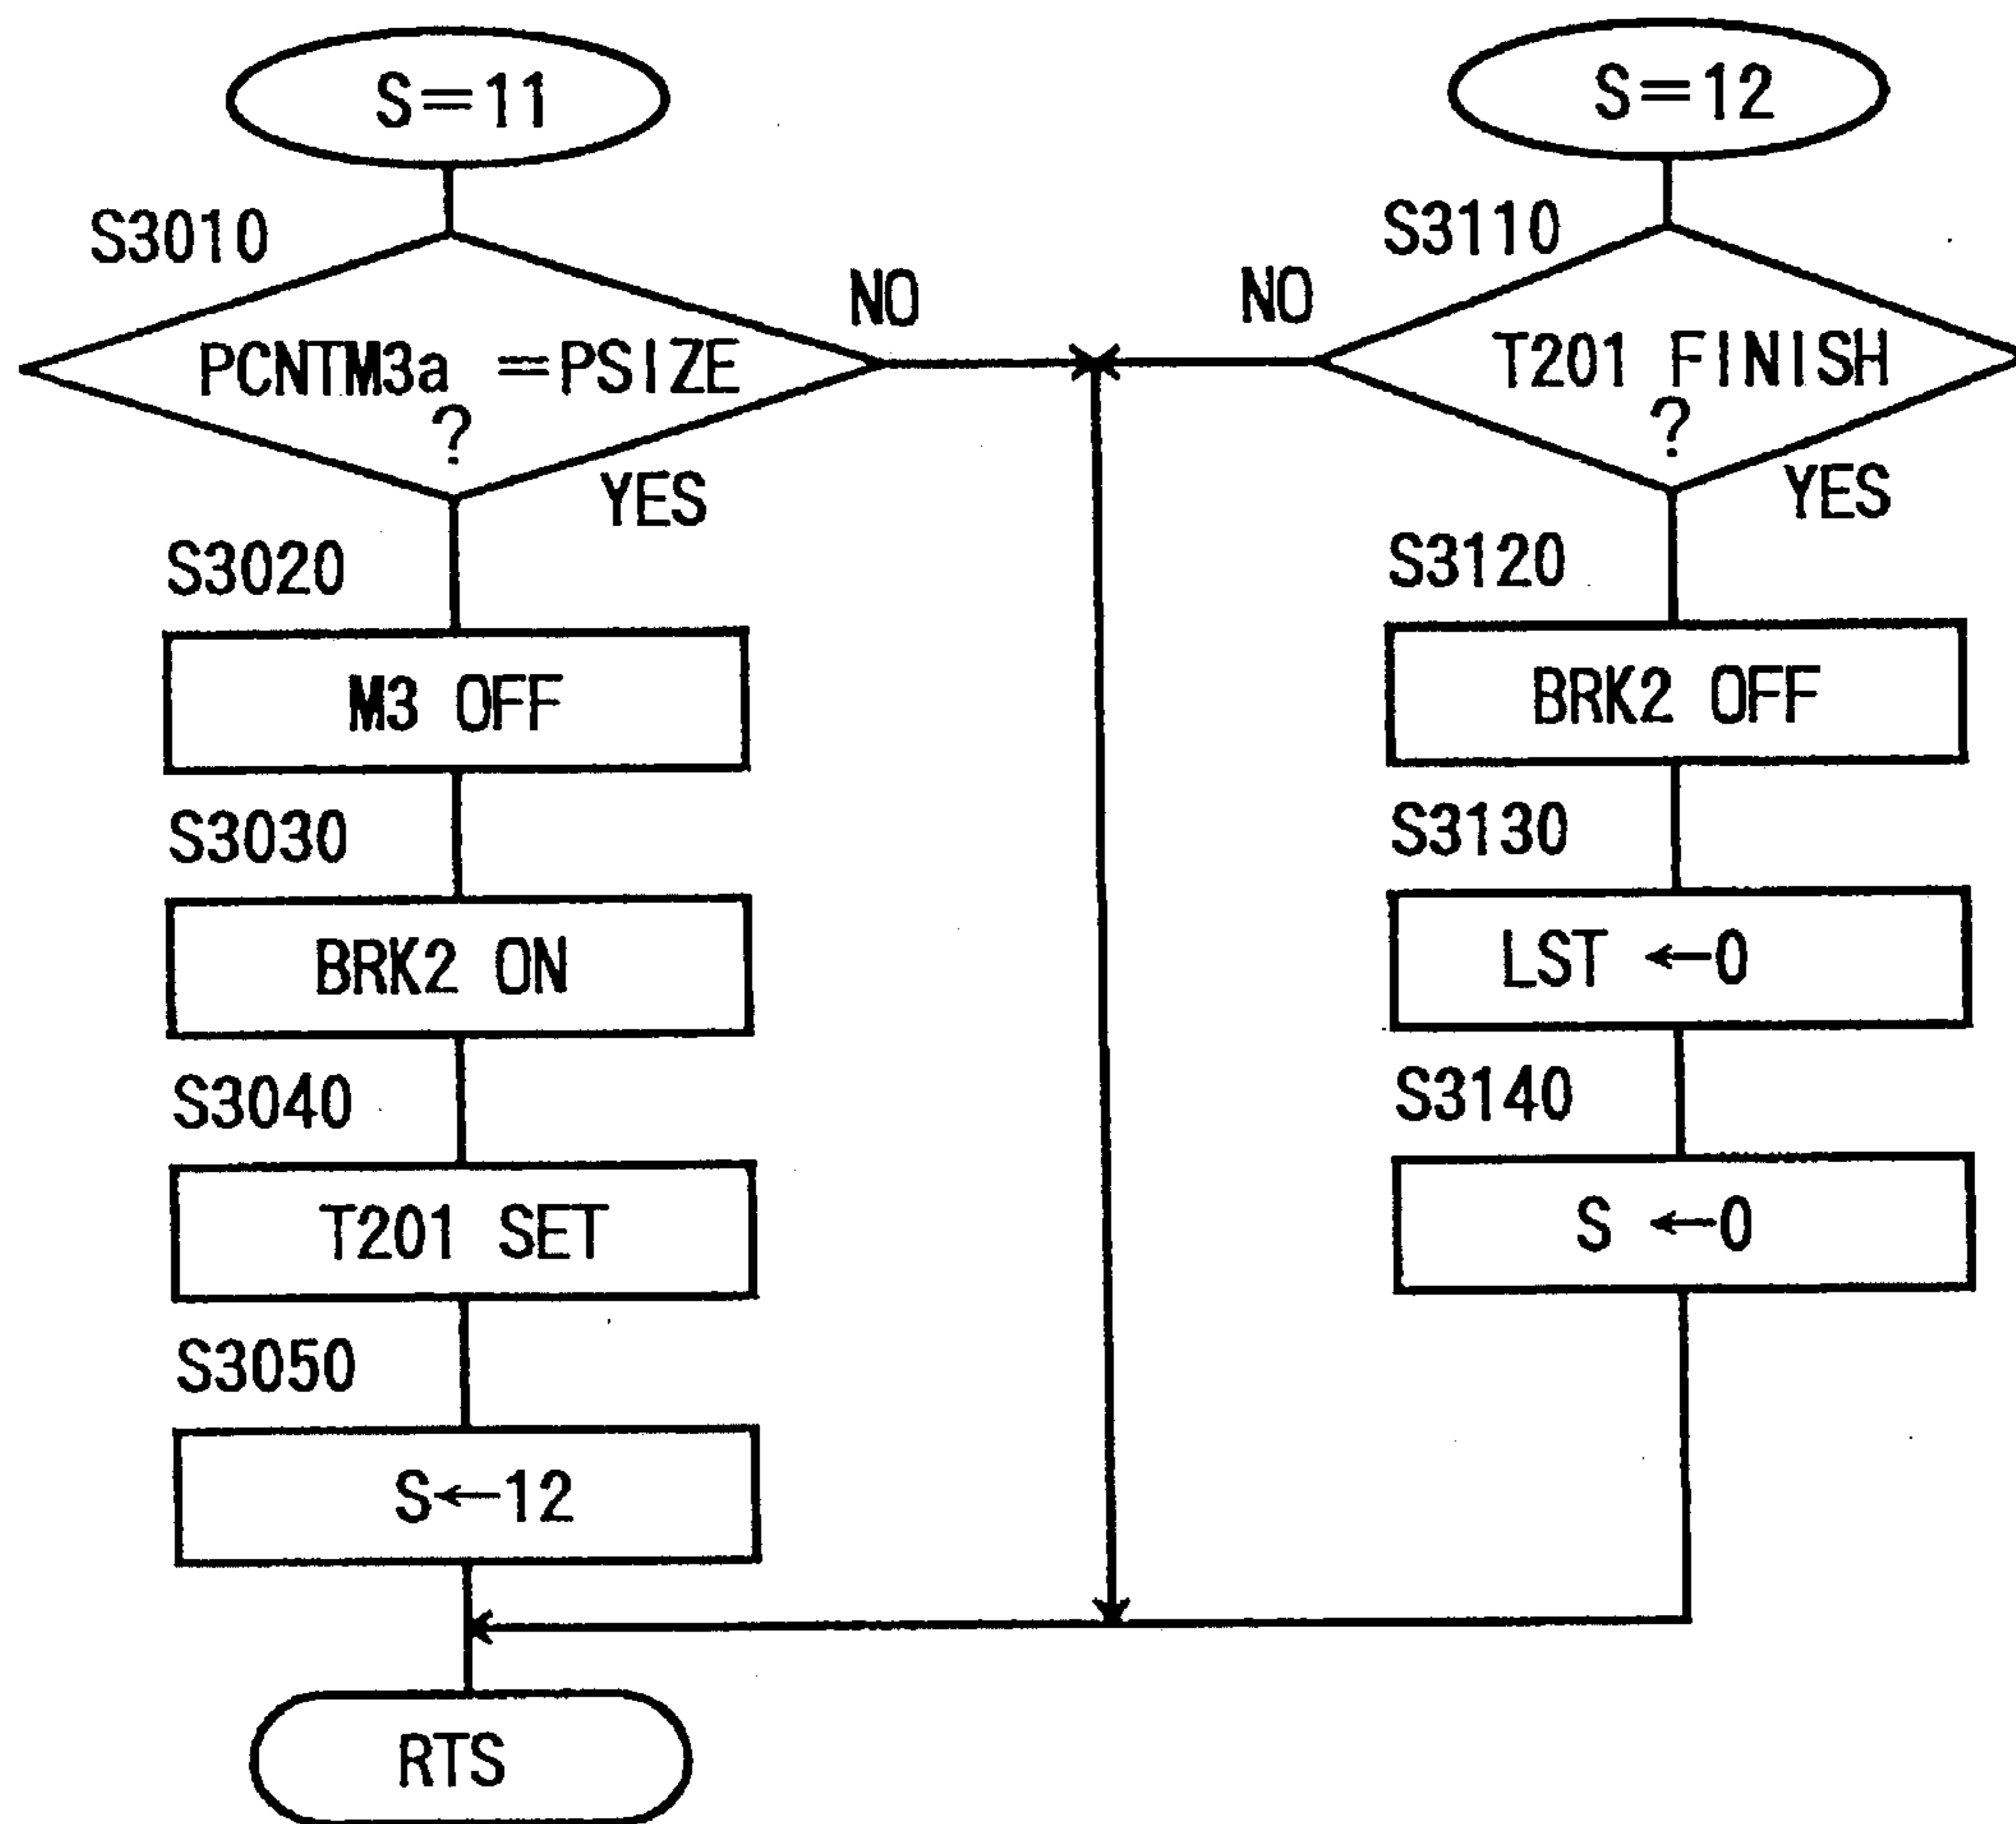 S=11
S3010
PCNTM3a =PSIZE
?
NO
YES
S3020
M3 OFF
S3030
BRK2 ON
S3040
T201 SET
S3050
S←12
RTS
S=12
S3110
T201 FINISH
?
NO
YES
S3120
BRK2 OFF
S3130
LST ←0
S3140
S ←0